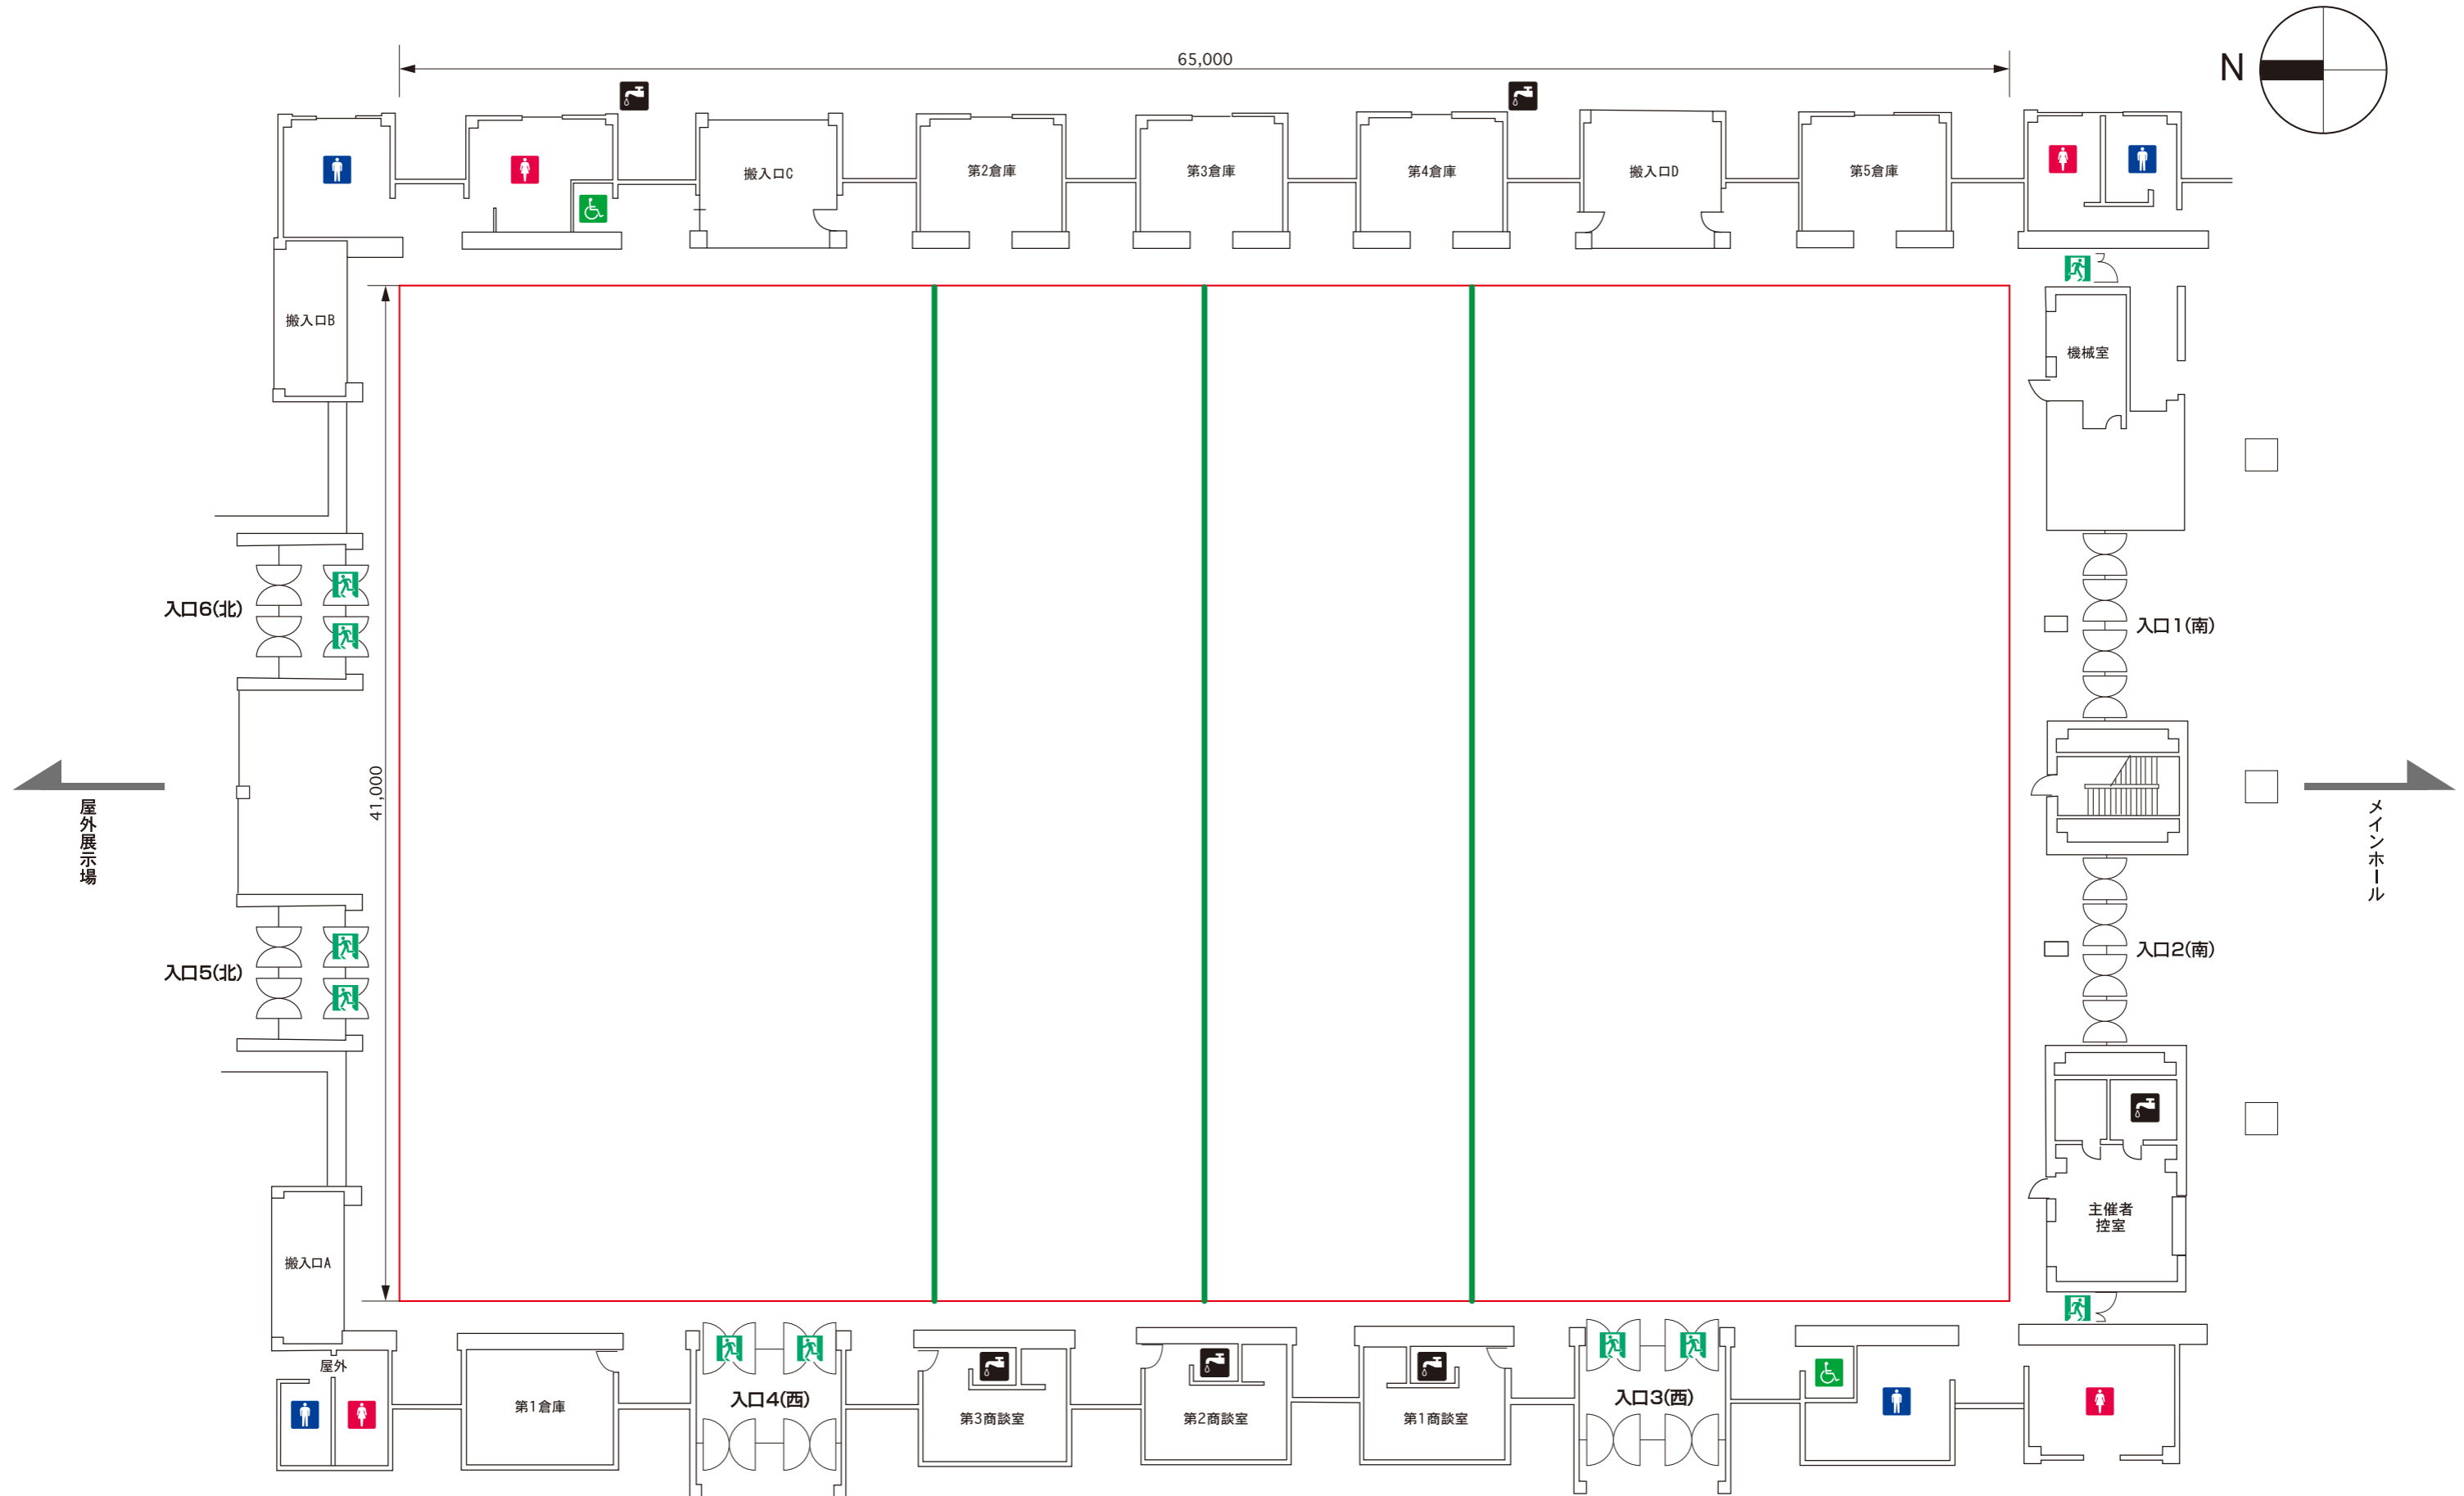 65,000
N
搬入口C
第2倉庫
第3倉庫
第4倉庫
搬入口D
第5倉庫
搬入口B
機械室
入口6(北)
入口1(南)
41,000
屋外展示場
メインホール
入口5(北)
入口2(南)
主催者
控室
搬入口A
屋外
第1倉庫
入口4(西)
第3商談室
第2商談室
第1商談室
入口3(西)